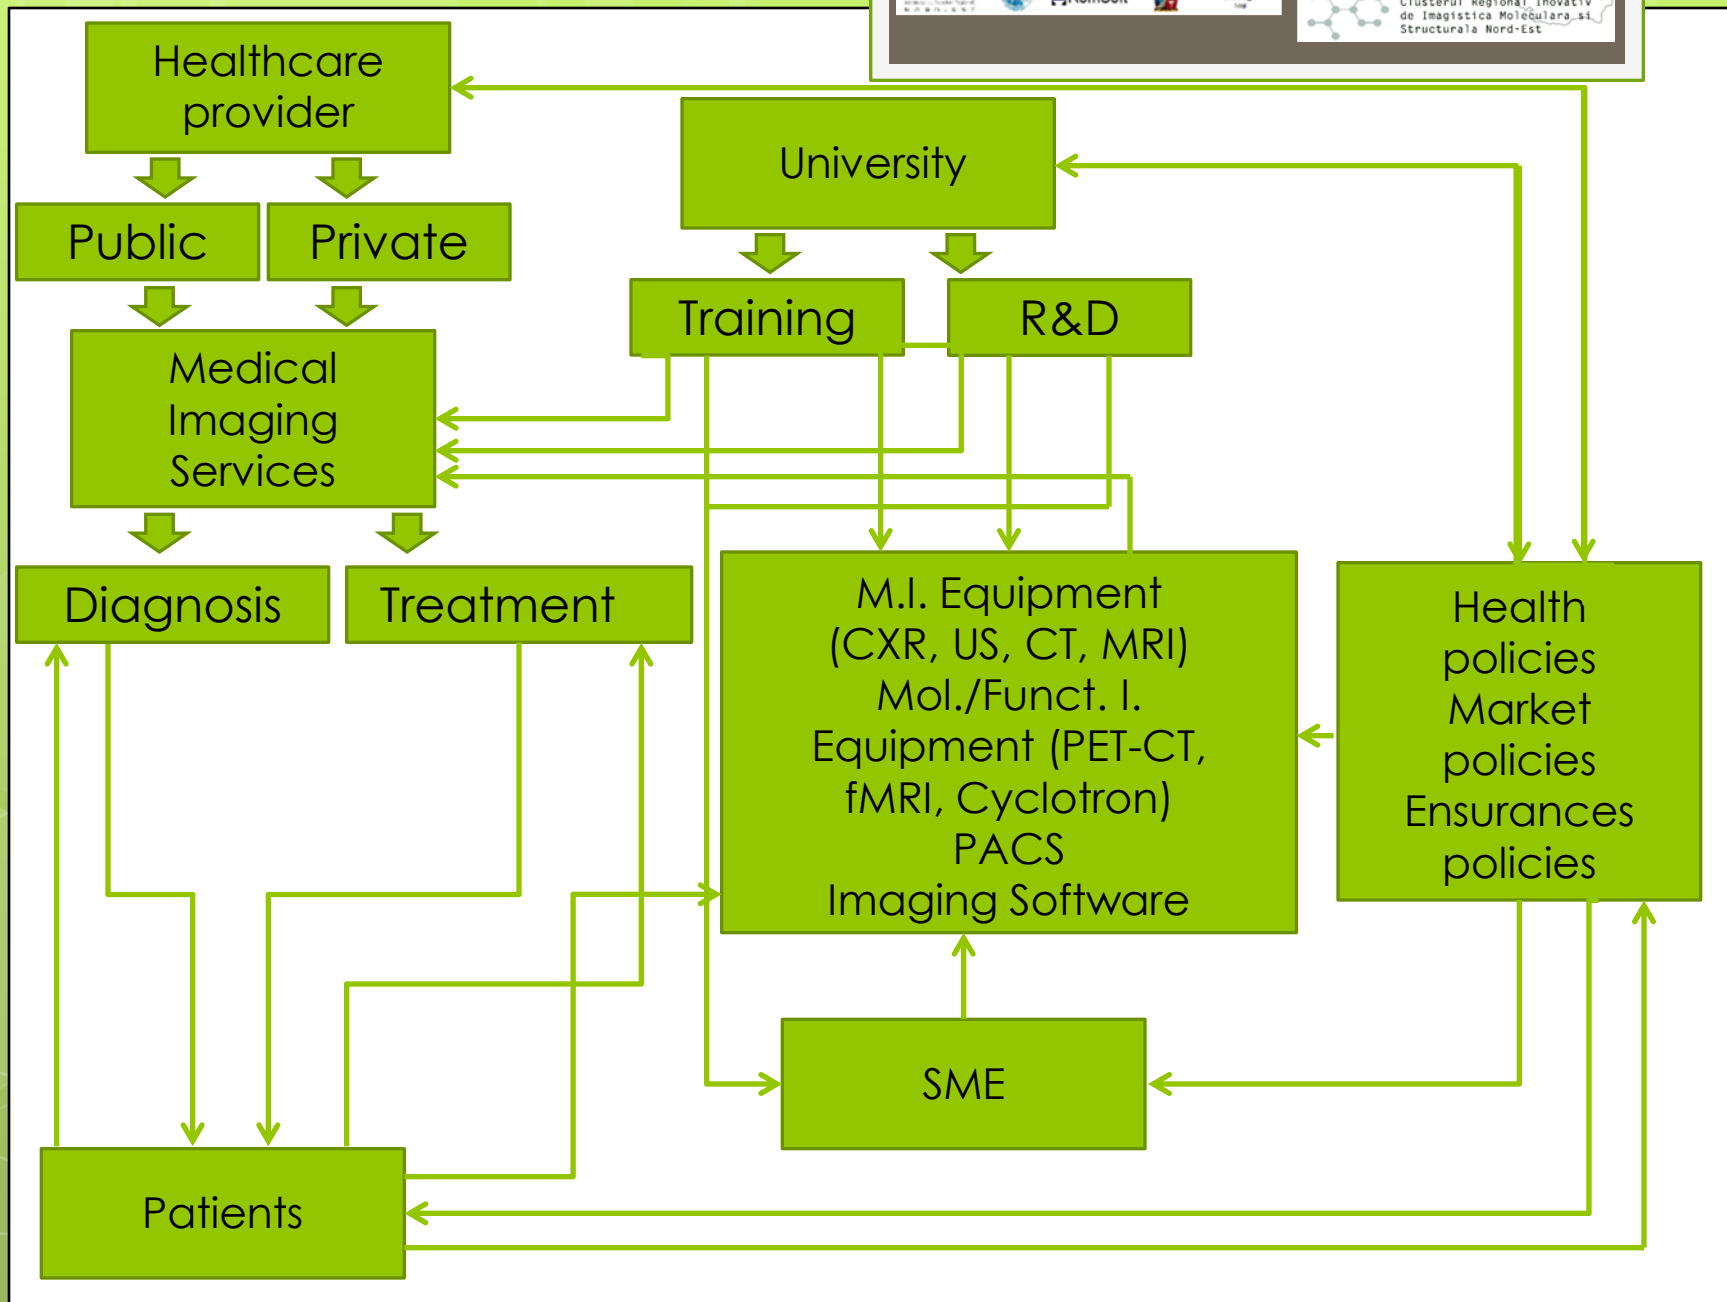 Clusterul Regional Inovativ
de Imagistica Moleculara si
Structurala Nord-Est
Healthcare
provider
University
Public
Private
Training
R&D
Medical
Imaging
Services
Diagnosis
Treatment
M.I. Equipment
(CXR, US, CT, MRI)
Mol./Funct. I.
Equipment (PET-CT,
fMRI, Cyclotron)
PACS
Imaging Software
Health
policies
Market
policies
Ensurances
policies
SME
Patients